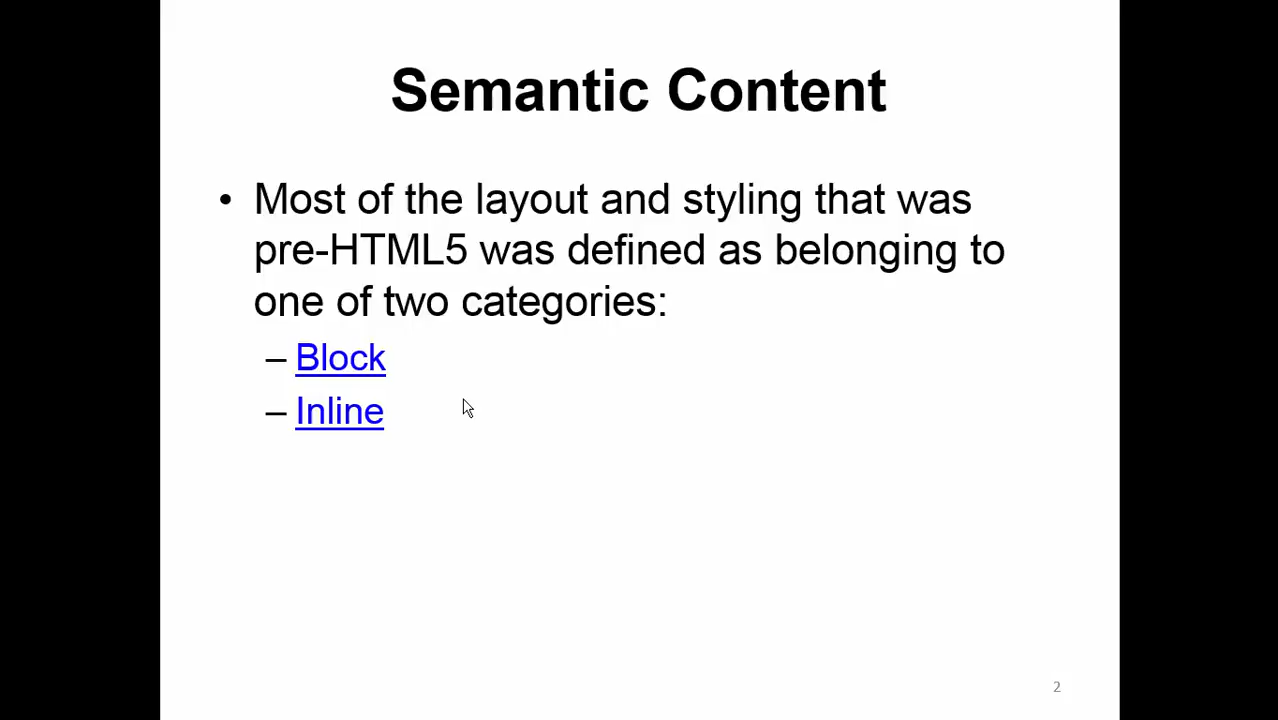 Semantic Content
• Most of the layout and styling that was
pre-HTML5 was defined as belonging to
one of two categories:
– Block
– Inline
2